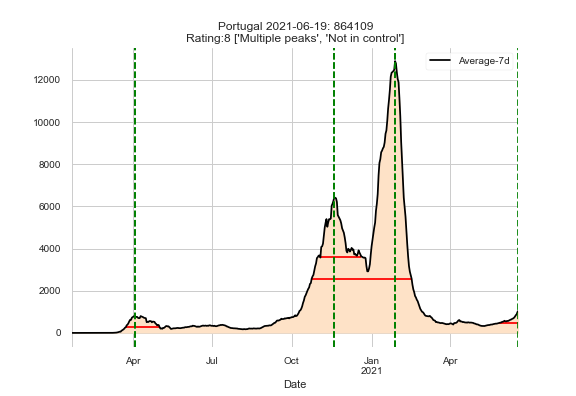 Portugal 2021-06-19: 864109
Rating:8 ['Multiple peaks', 'Not in control']
Average-7d
12000
10000
8000
6000
4000
2000
0
Apr
Jul
Oct
Jan
2021
Apr
Date